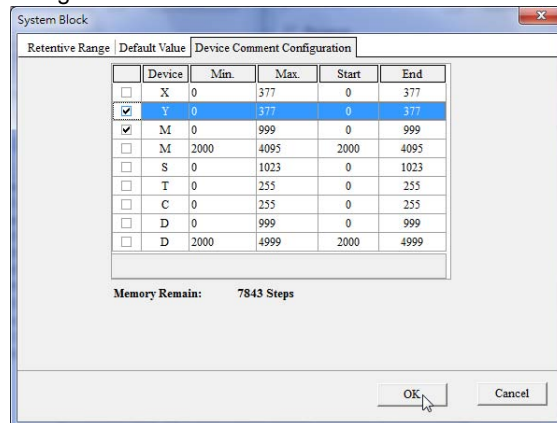 System Block
Retentive Range Default Value Device Comment Configuration
Device Min. Max. Start End
X 0 377 0 377
Y 0 377 0 377
M 0 999 0 999
M 2000 4095 2000 4095
S 0 1023 0 1023
T 0 255 0 255
C 0 255 0 255
D 0 999 0 999
D 2000 4999 2000 4999
Memory Remain: 7843 Steps
OK Cancel